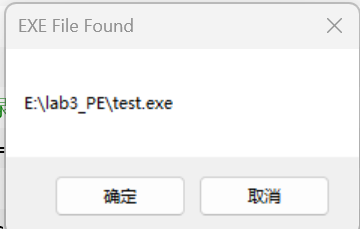 EXE File Found
E:\lab3_PE\test.exe
确定
取消